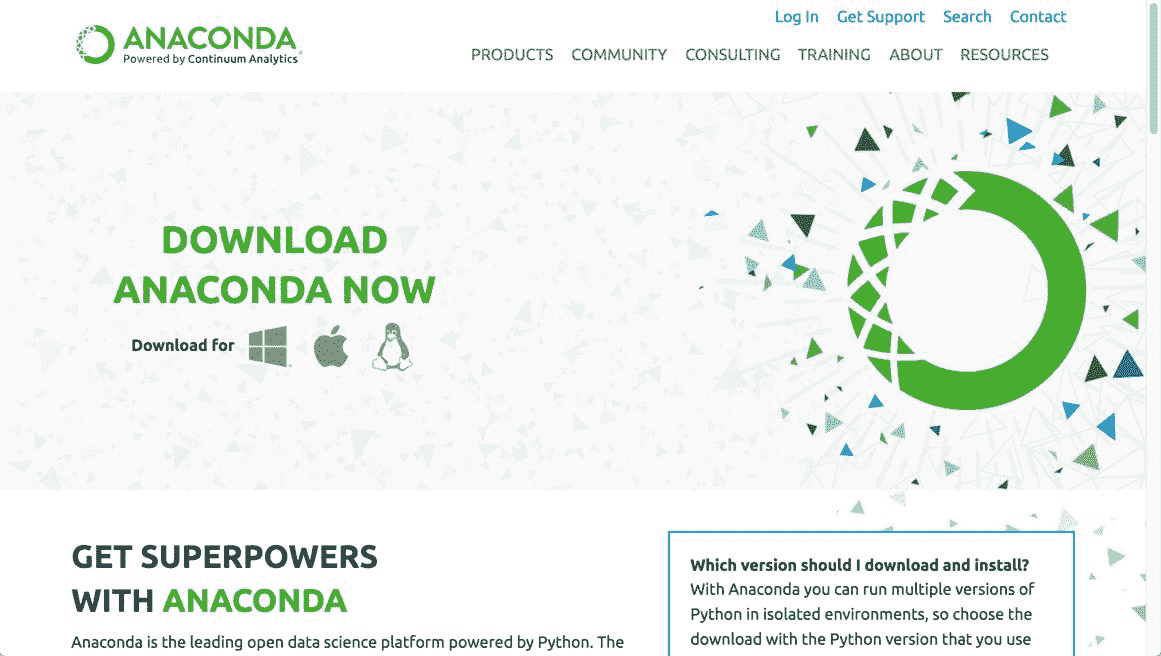 Log In Get Support Search Contact
ANACONDA
Powered by Continuum Analytics
PRODUCTS COMMUNITY CONSULTING TRAINING ABOUT RESOURCES
DOWNLOAD
ANACONDA NOW
Download for
GET SUPERPOWERS
WITH ANACONDA
Anaconda is the leading open data science platform powered by Python. The
Which version should I download and install?
With Anaconda you can run multiple versions of
Python in isolated environments, so choose the
download with the Python version that you use